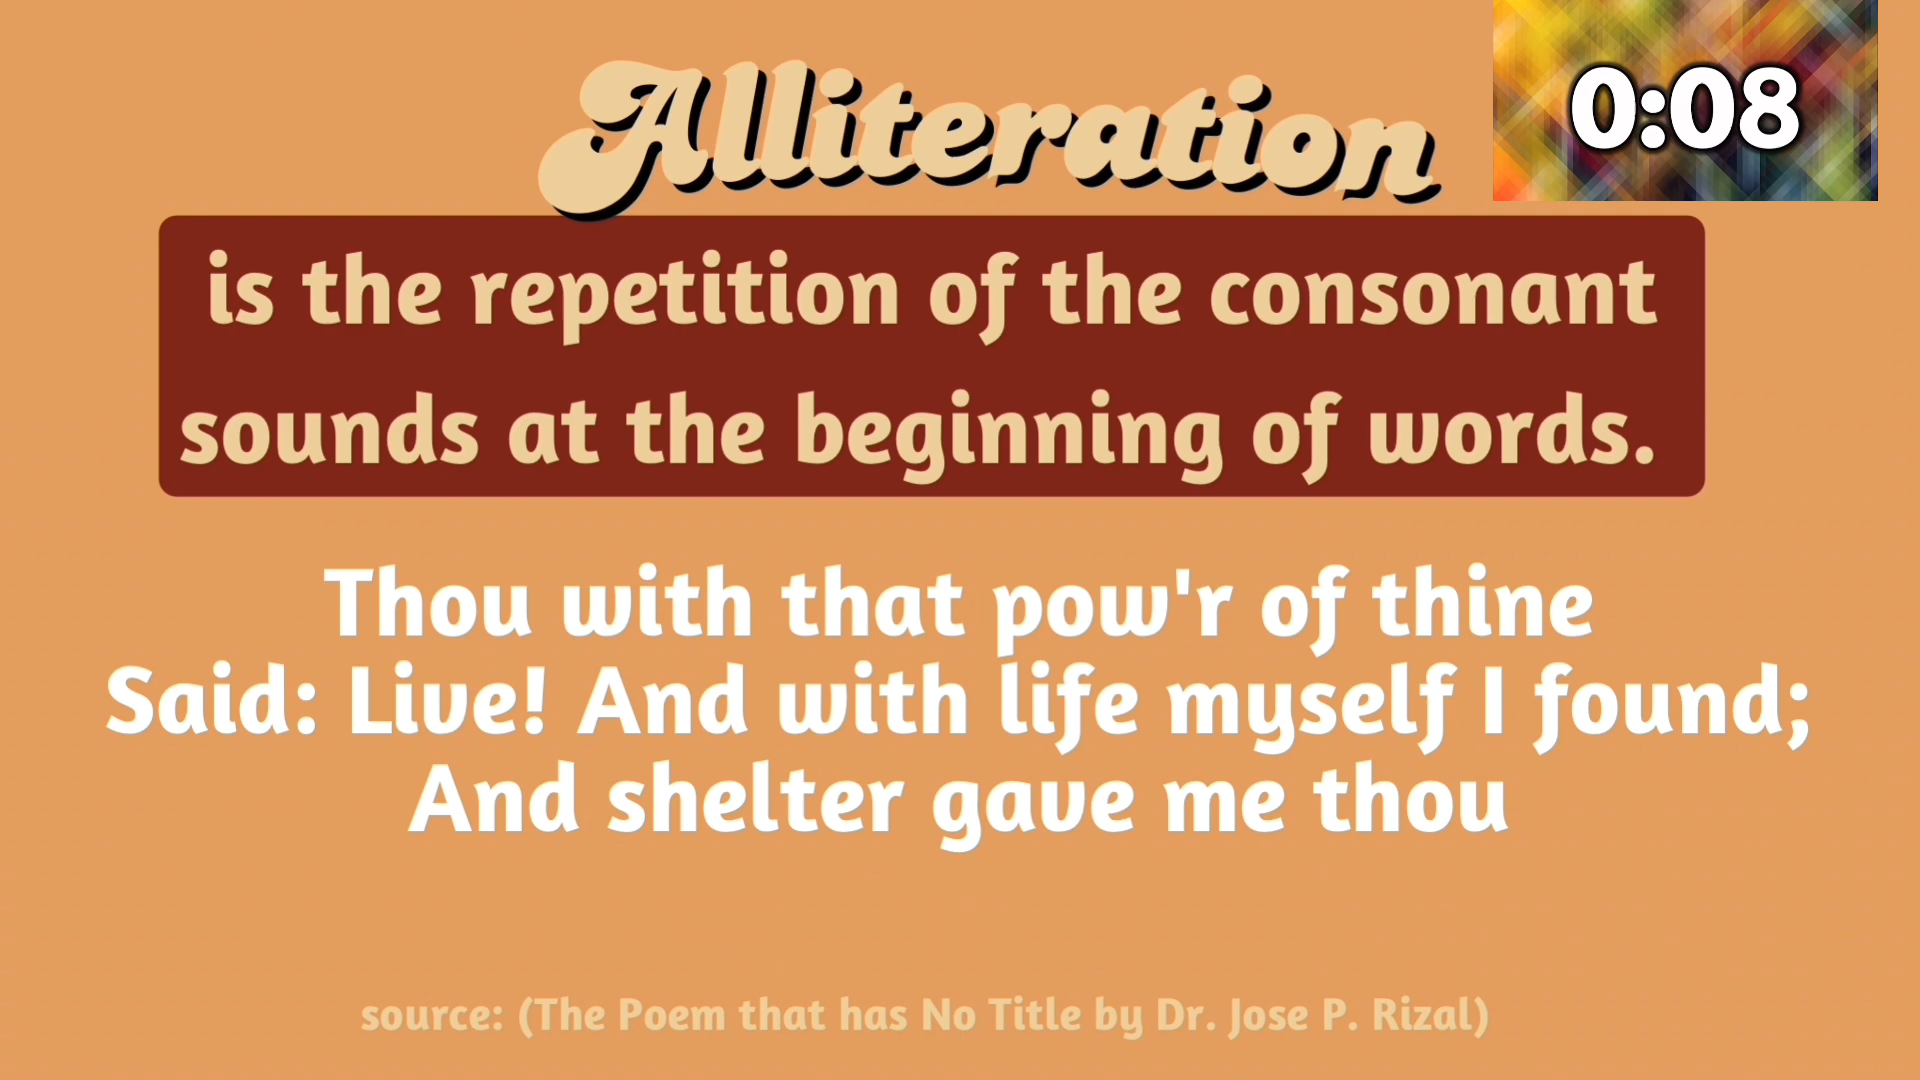 Alliteration
0:08
is the repetition of the consonant
sounds at the beginning of words.
Thou with that pow'r of thine
Said: Live! And with life myself I found;
And shelter gave me thou
source: (The Poem that has No Title by Dr. Jose P. Rizal)